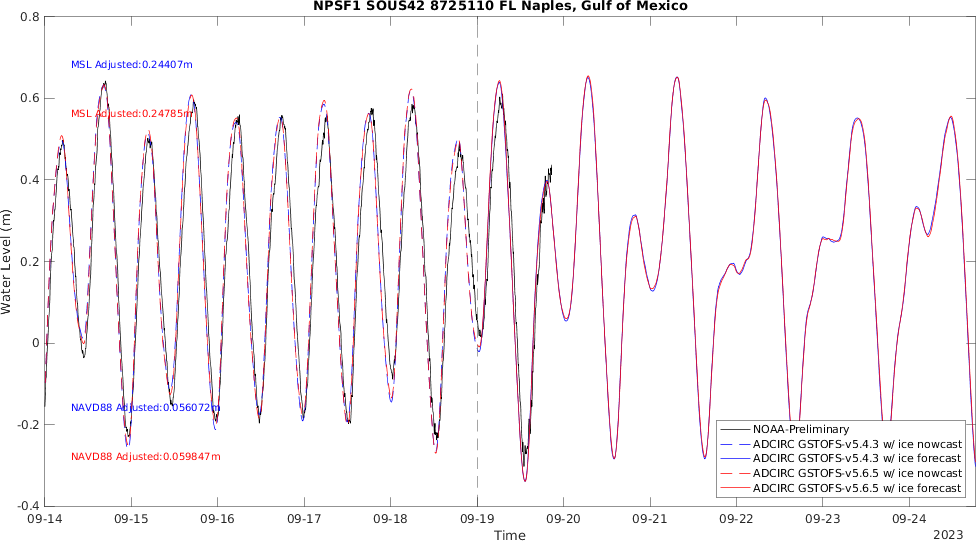 NPSF1 SOUS42 8725110 FL Naples, Gulf of Mexico
0.8
0.6
0.4
0.2
0
-0.2
-0.4
Water Level (m)
MSL Adjusted:0.24407m
MSL Adjusted:0.24785m
NAVD88 Adjusted:0.056072m
NAVD88 Adjusted:0.059847m
NOAA-Preliminary
ADCIRC GSTOFS-v5.4.3 w/ ice nowcast
ADCIRC GSTOFS-v5.4.3 w/ ice forecast
ADCIRC GSTOFS-v5.6.5 w/ ice nowcast
ADCIRC GSTOFS-v5.6.5 w/ ice forecast
09-14 09-15 09-16 09-17 09-18 09-19 09-20 09-21 09-22 09-23 09-24
Time
2023